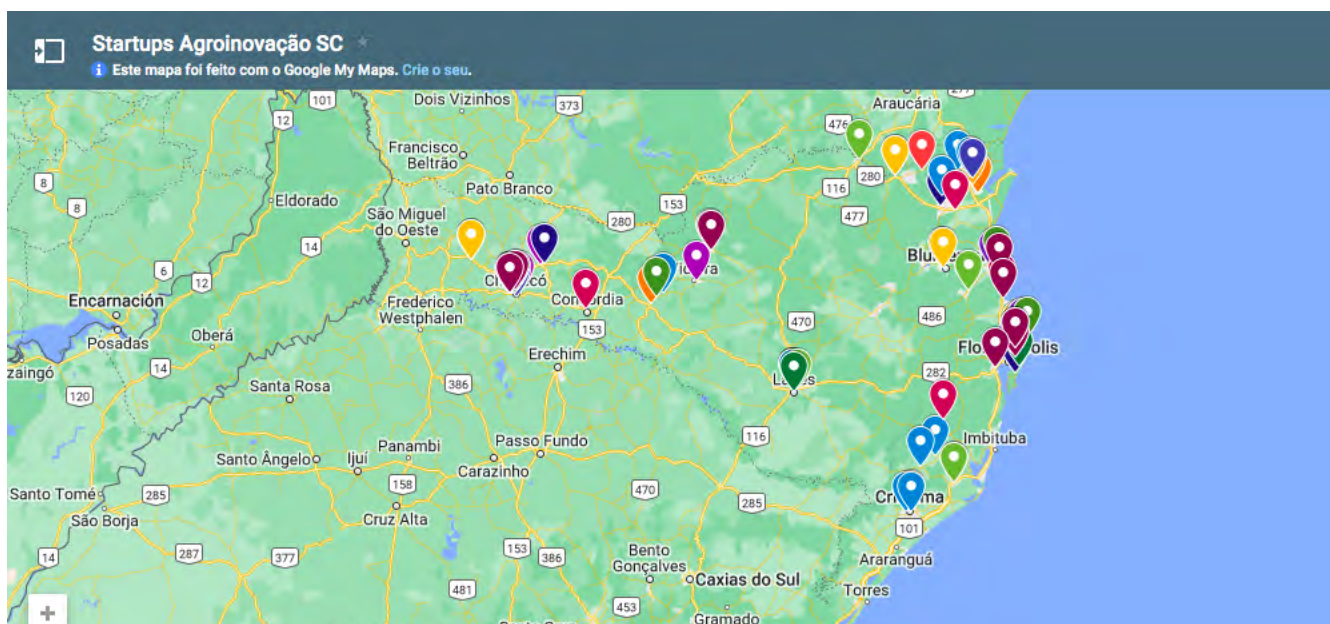 Startups Agroinovação SC
Este mapa foi feito com o Google My Maps. Crie o seu.
101
Dois Vizinhos
373
Araucária
277
12
476
Francisco
Beltrão
8
Pato Branco
280
116
8
Eldorado
153
São Miguel
do Oeste
280
477
14
6
12
Encarnación
Posadas
Frederico
Westphalen
153
470
486
Oberá
Erechim
14
282
120
Santa Rosa
386
116
Imbituba
Panambi
Passo Fundo
Santo Ângelo
Ijuí
Carazinho
158
470
Santo Tomé
285
285
São Borja
Cruz Alta
101
14
287
377
153
386
Bento
Gonçalves
Araranguá
Caxias do Sul
481
Torres
453
Gramado
+